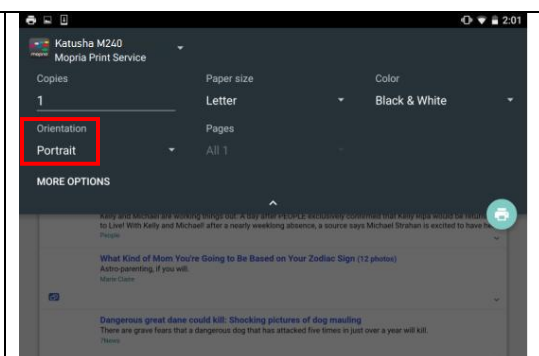 2:01
Katusha M240
mopria Mopria Print Service
Copies Paper size Color
1 Letter Black & White
Orientation Pages
Portrait All 1
MORE OPTIONS
Kelly and Michael are working things out. A day after PEOPLE exclusively confirmed that Kelly Ripa would be return
to Live! With Kelly and Michael! after a nearly weeklong absence, a source says Michael Strahan is excited to have he
People
What Kind of Mom You're Going to Be Based on Your Zodiac Sign (12 photos)
Astro-parenting, if you will.
Marie Claire
Dangerous great dane could kill: Shocking pictures of dog mauling
There are grave fears that a dangerous dog that has attacked five times in just over a year will kill.
7News